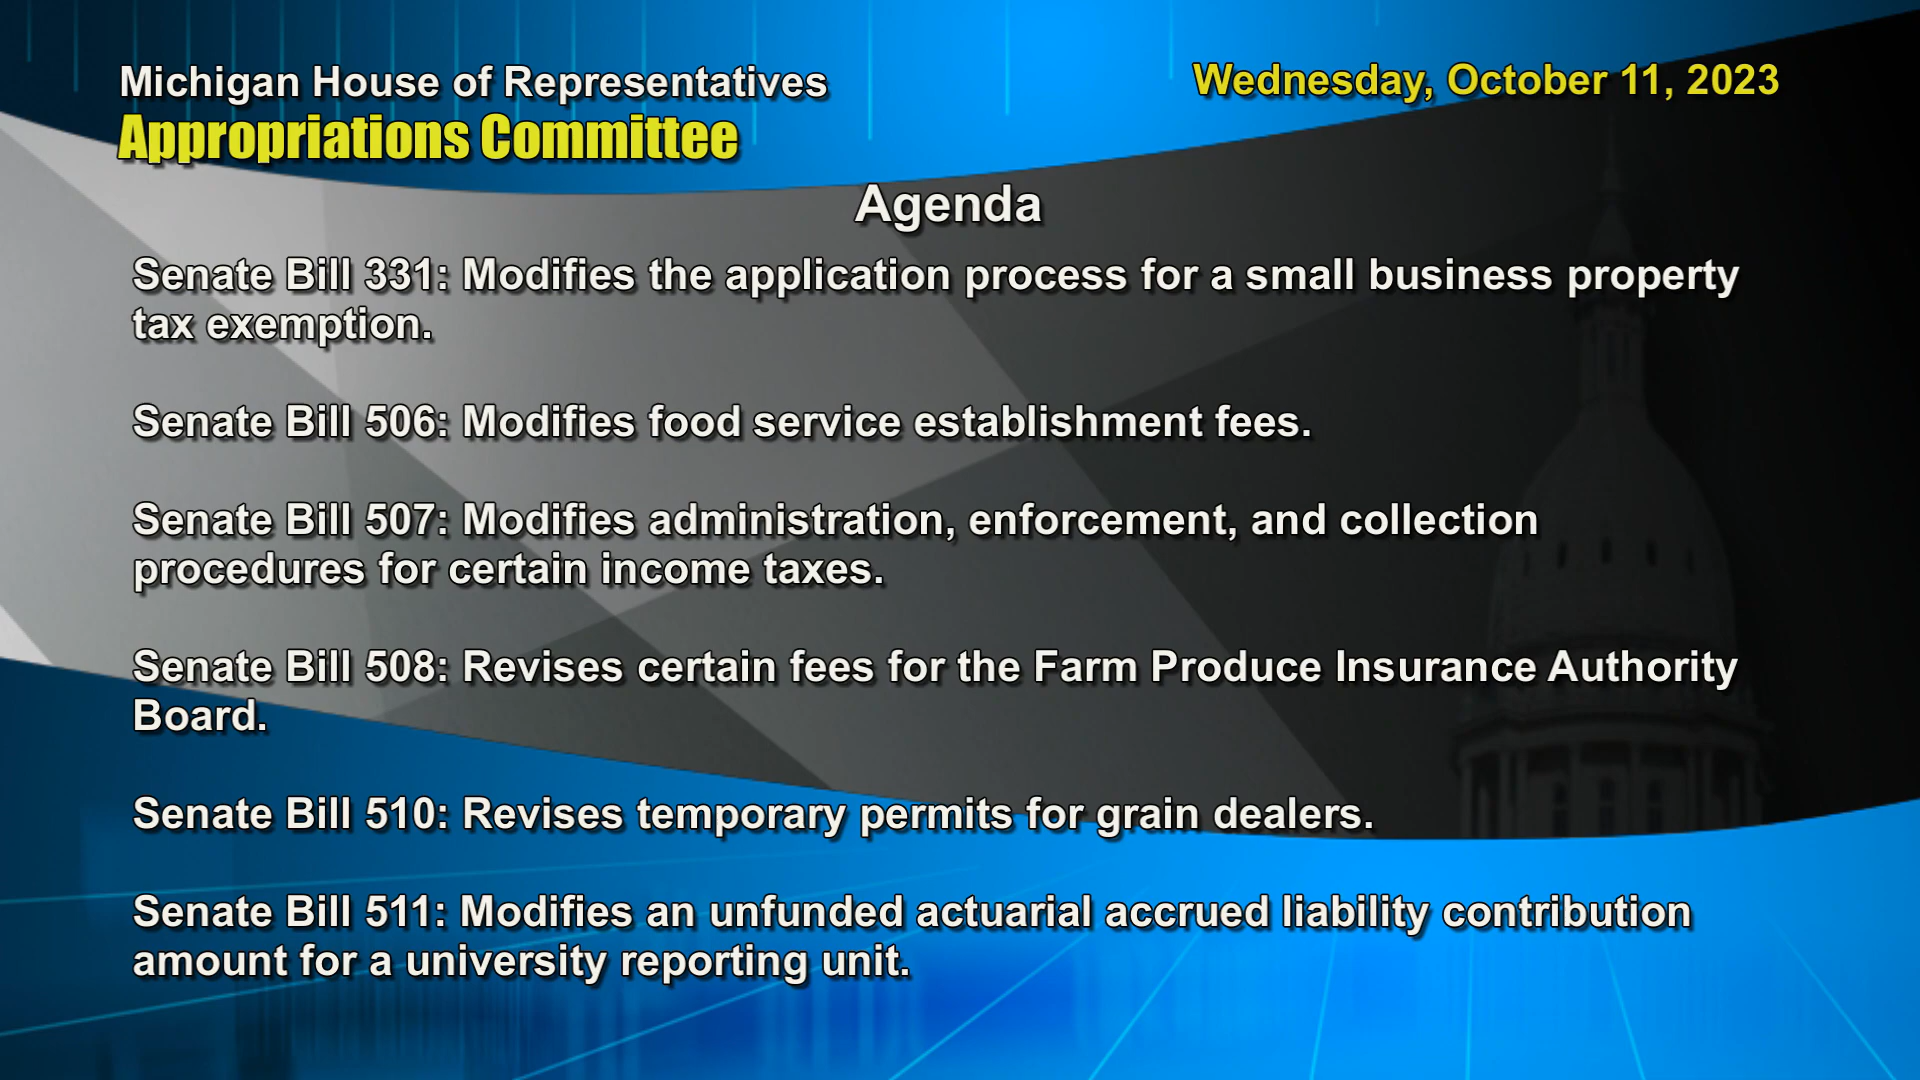 Michigan House of Representatives
Wednesday, October 11, 2023
Appropriations Committee
Agenda
Senate Bill 331: Modifies the application process for a small business property
tax exemption.
Senate Bill 506: Modifies food service establishment fees.
Senate Bill 507: Modifies administration, enforcement, and collection
procedures for certain income taxes.
Senate Bill 508: Revises certain fees for the Farm Produce Insurance Authority
Board.
Senate Bill 510: Revises temporary permits for grain dealers.
Senate Bill 511: Modifies an unfunded actuarial accrued liability contribution
amount for a university reporting unit.